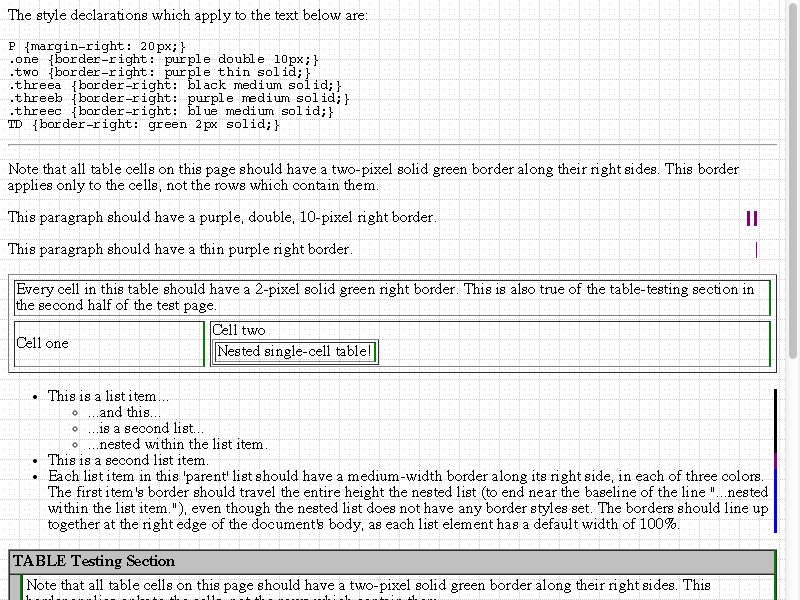 The style declarations which apply to the text below are:
P {margin-right: 20px;}
.one {border-right: purple double 10px;}
.two {border-right: purple thin solid;}
.threea {border-right: black medium solid;}
.threeb {border-right: purple medium solid;}
.threec {border-right: blue medium solid;}
TD {border-right: green 2px solid;}
Note that all table cells on this page should have a two-pixel solid green border along their right sides. This border
applies only to the cells, not the rows which contain them.
This paragraph should have a purple, double, 10-pixel right border.
This paragraph should have a thin purple right border.
Every cell in this table should have a 2-pixel solid green right border. This is also true of the table-testing section in
the second half of the test page.
Cell one
Cell two
Nested single-cell table!
This is a list item...
...and this...
...is a second list...
...nested within the list item.
This is a second list item.
Each list item in this 'parent' list should have a medium-width border along its right side, in each of three colors.
The first item's border should travel the entire height the nested list (to end near the baseline of the line "...nested
within the list item."), even though the nested list does not have any border styles set. The borders should line up
together at the right edge of the document's body, as each list element has a default width of 100%.
TABLE Testing Section
Note that all table cells on this page should have a two-pixel solid green border along their right sides. This
border applies only to the cells, not the rows which contain them.